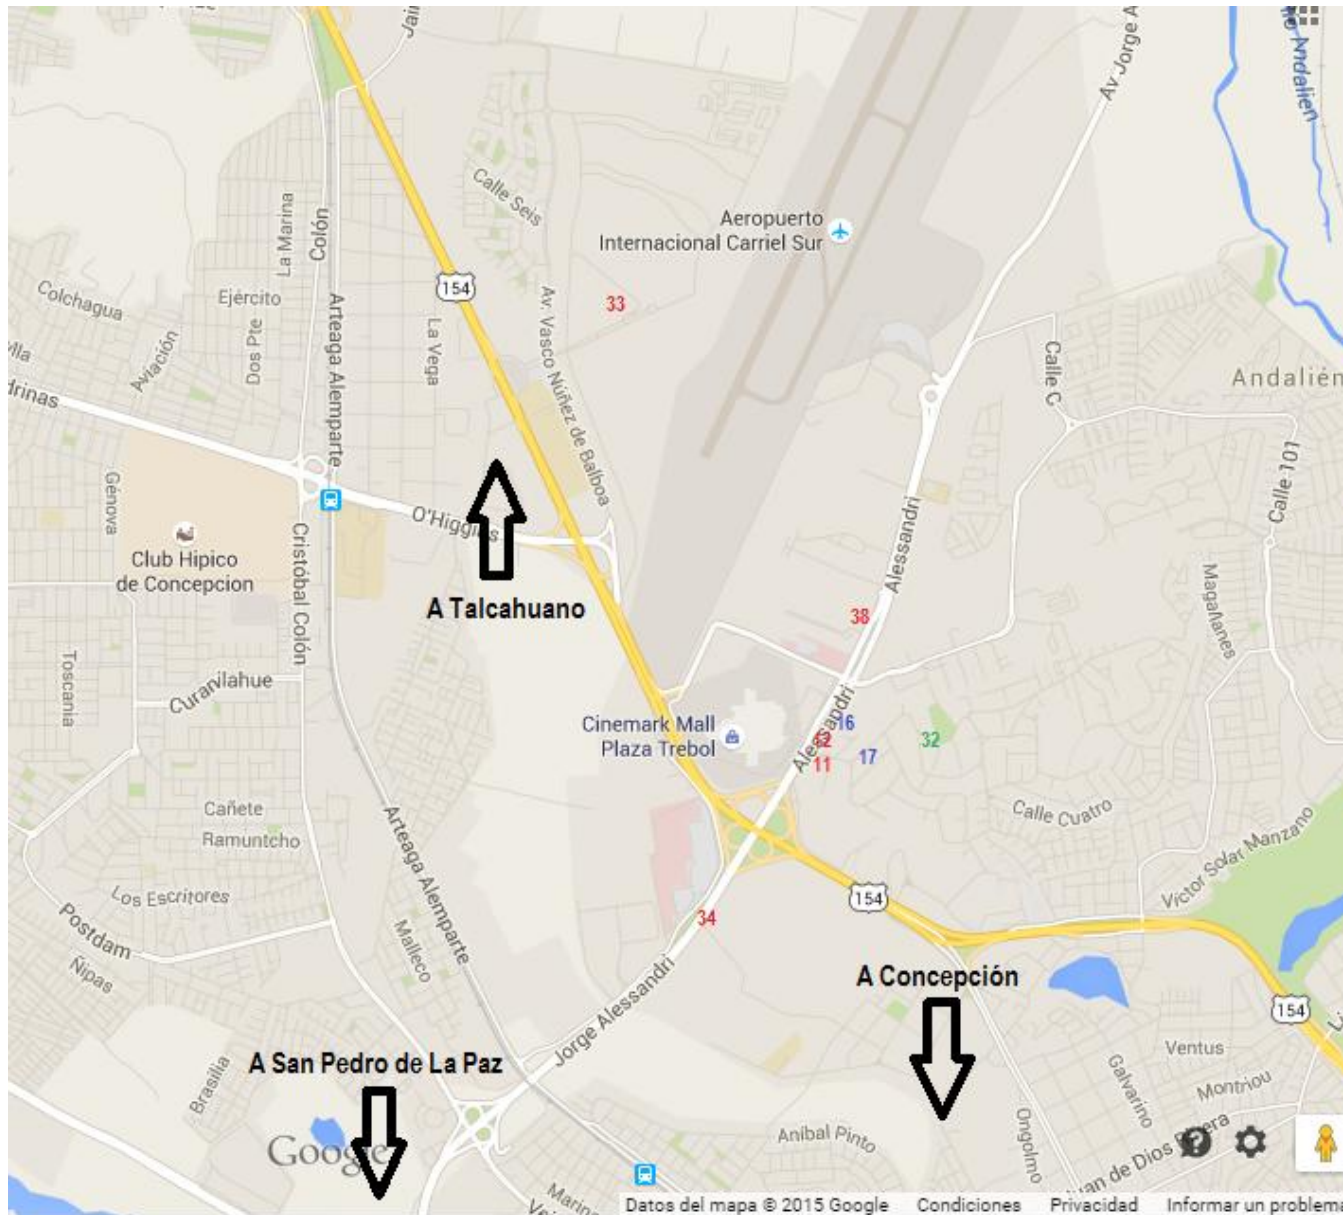 Jai
Av Jorge A
Andalien
Calle Seis
La Marina
Colón
Aeropuerto
Internacional Carriel Sur
154
33
Colchagua
Ejército
Arteaga Alemparte
La Vega
Av. Vasco Núñez de Balboa
Aviación
Dos Pte
Calle C
Andalién
drinas
Génova
Calle 101
O'Higgins
Club Hipico
de Concepcion
Cristóbal Colón
A Talcahuano
Alessandri
Magallanes
38
Toscania
Curanilahue
Cinemark Mall
Plaza Trebol
Alessandri
16
12
11
17
32
Cañete
Ramuntcho
Arteaga Alemparte
Calle Cuatro
Víctor Solar Manzano
Los Escritores
154
Postdam
Malleco
34
Ñipas
Jorge Alessandri
A Concepción
154
A San Pedro de La Paz
Brasilia
Ventus
Galvarino
Montriou
Google
Aníbal Pinto
Ongolmo
Marina
Datos del mapa © 2015 Google Condiciones Privacidad Informar un problema